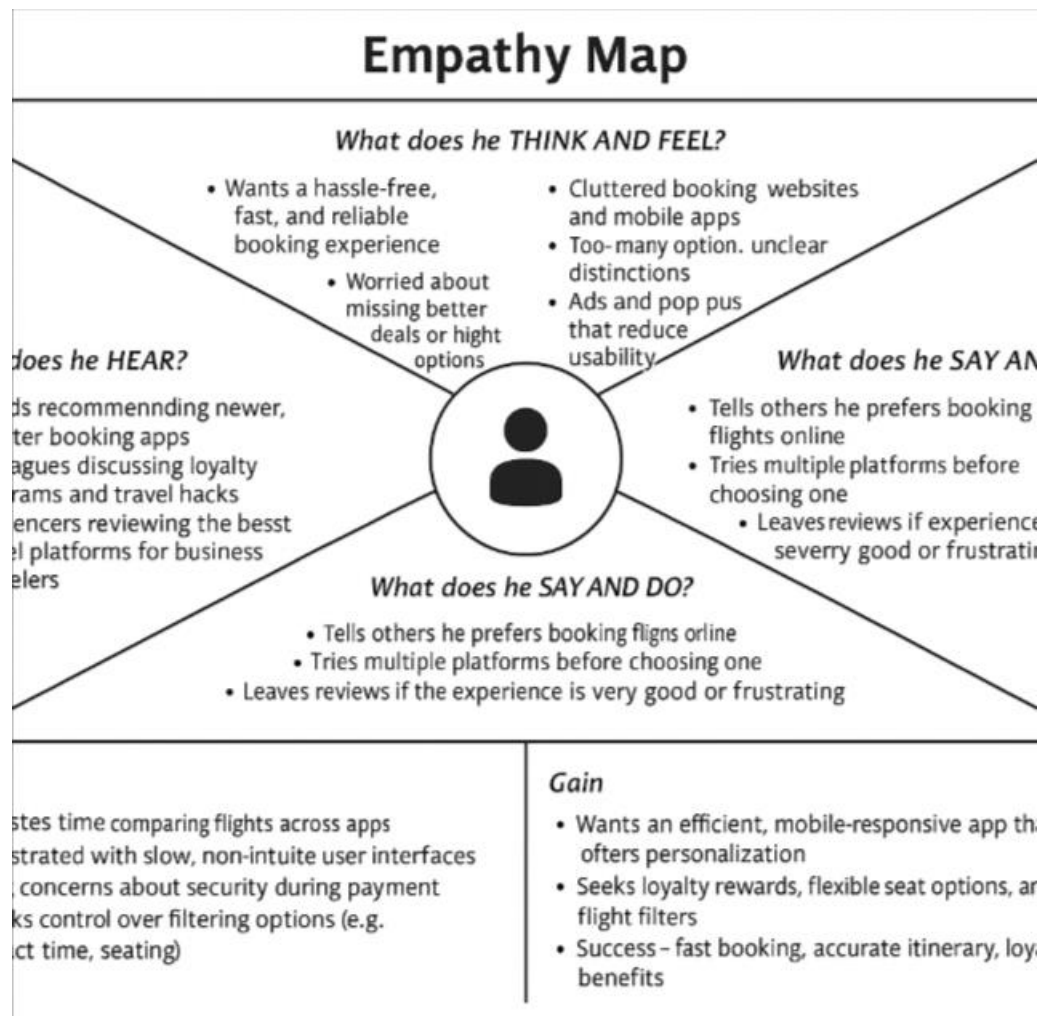 Empathy Map
What does he THINK AND FEEL?
• Wants a hassle-free,
fast, and reliable
booking experience
• Worried about
missing better
deals or hight
options
• Cluttered booking websites
and mobile apps
• Too-many option. unclear
distinctions
• Ads and pop pus
that reduce
usability
does he HEAR?
ds recommennding newer,
ter booking apps
agues discussing loyalty
rams and travel hacks
encers reviewing the besst
el platforms for business
elers
What does he SAY AN
• Tells others he prefers booking
flights online
• Tries multiple platforms before
choosing one
• Leaves reviews if experience
severry good or frustratin
What does he SAY AND DO?
• Tells others he prefers booking fligns orline
• Tries multiple platforms before choosing one
• Leaves reviews if the experience is very good or frustrating
stes time comparing flights across apps
strated with slow, non-intuite user interfaces
concerns about security during payment
ks control over filtering options (e.g.
ct time, seating)
Gain
• Wants an efficient, mobile-responsive app tha
ofters personalization
• Seeks loyalty rewards, flexible seat options, an
flight filters
• Success – fast booking, accurate itinerary, loya
benefits